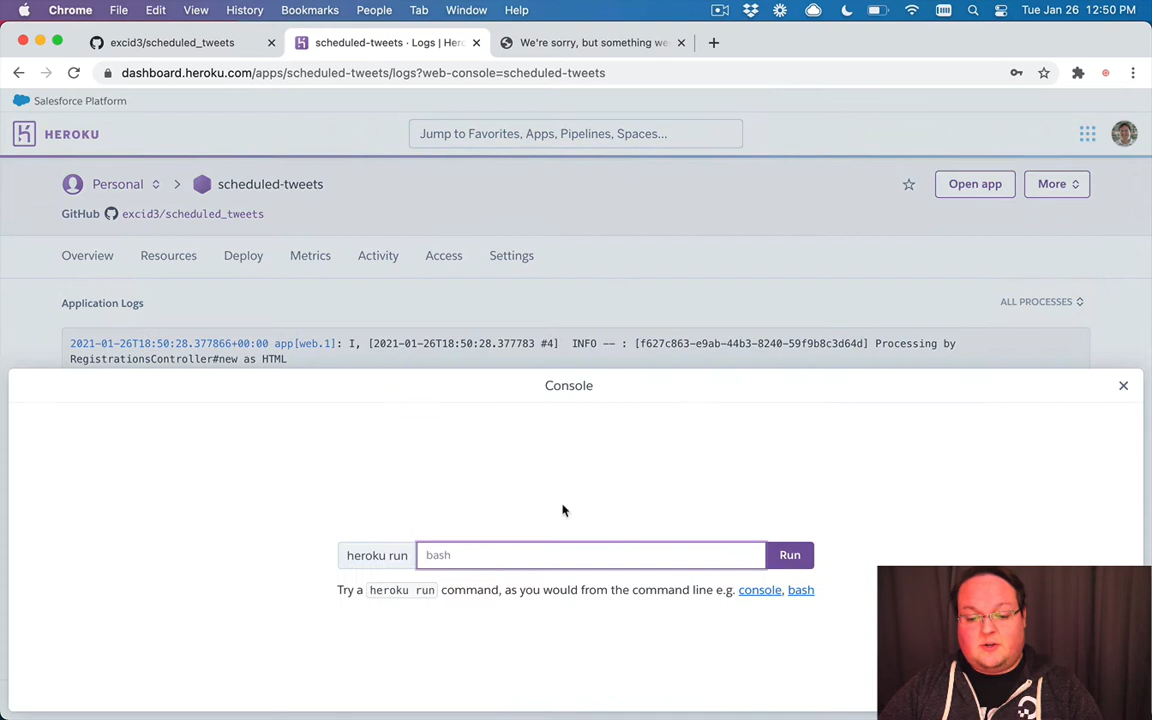 Chrome File Edit View History Bookmarks People Tab Window Help Tue Jan 26 12:50 PM
excid3/scheduled_tweets scheduled-tweets · Logs | Her We're sorry, but something we
dashboard.heroku.com/apps/scheduled-tweets/logs?web-console=scheduled-tweets
Salesforce Platform
HEROKU Jump to Favorites, Apps, Pipelines, Spaces...
Personal scheduled-tweets Open app More
GitHub excid3/scheduled_tweets
Overview Resources Deploy Metrics Activity Access Settings
Application Logs ALL PROCESSES
2021-01-26T18:50:28.377866+00:00 app[web.1]: I, [2021-01-26T18:50:28.377783 #4] INFO -- : [f627c863-e9ab-44b3-8240-59f9b8c3d64d] Processing by
RegistrationsController#new as HTML
Console
heroku run bash Run
Try a heroku run command, as you would from the command line e.g. console, bash